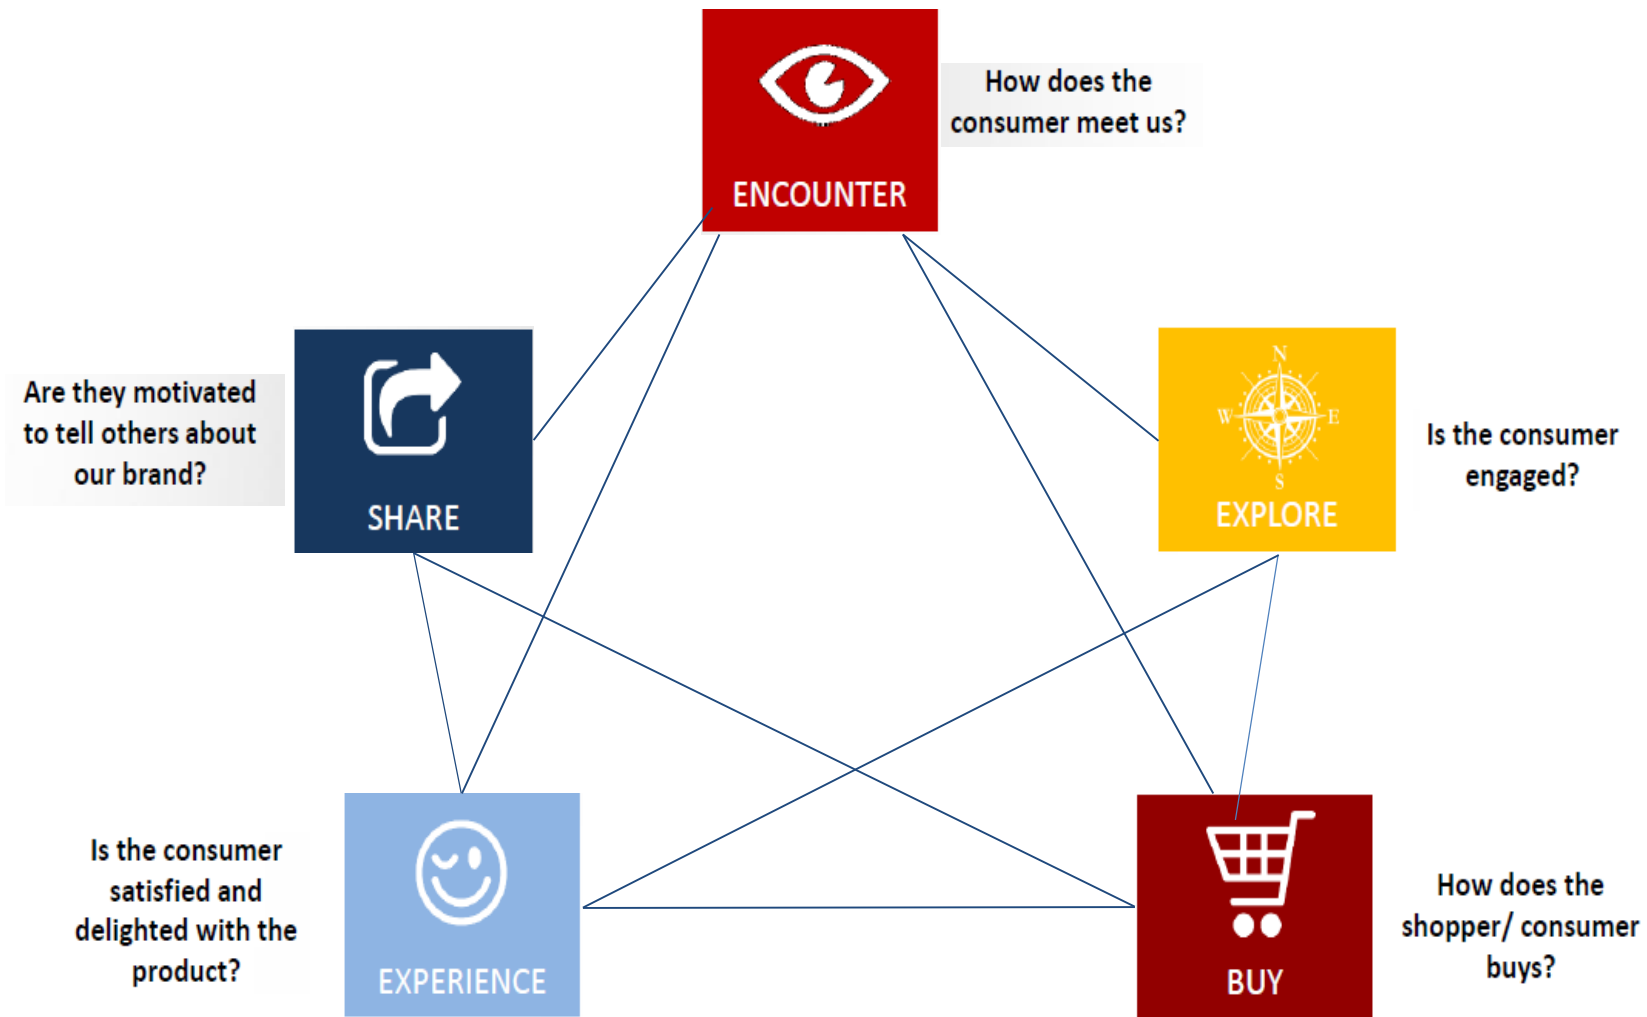 How does the
consumer meet us?
ENCOUNTER
Are they motivated
to tell others about
our brand?
SHARE
N
W E
S
EXPLORE
Is the consumer
engaged?
Is the consumer
satisfied and
delighted with the
product?
EXPERIENCE
BUY
How does the
shopper/ consumer
buys?